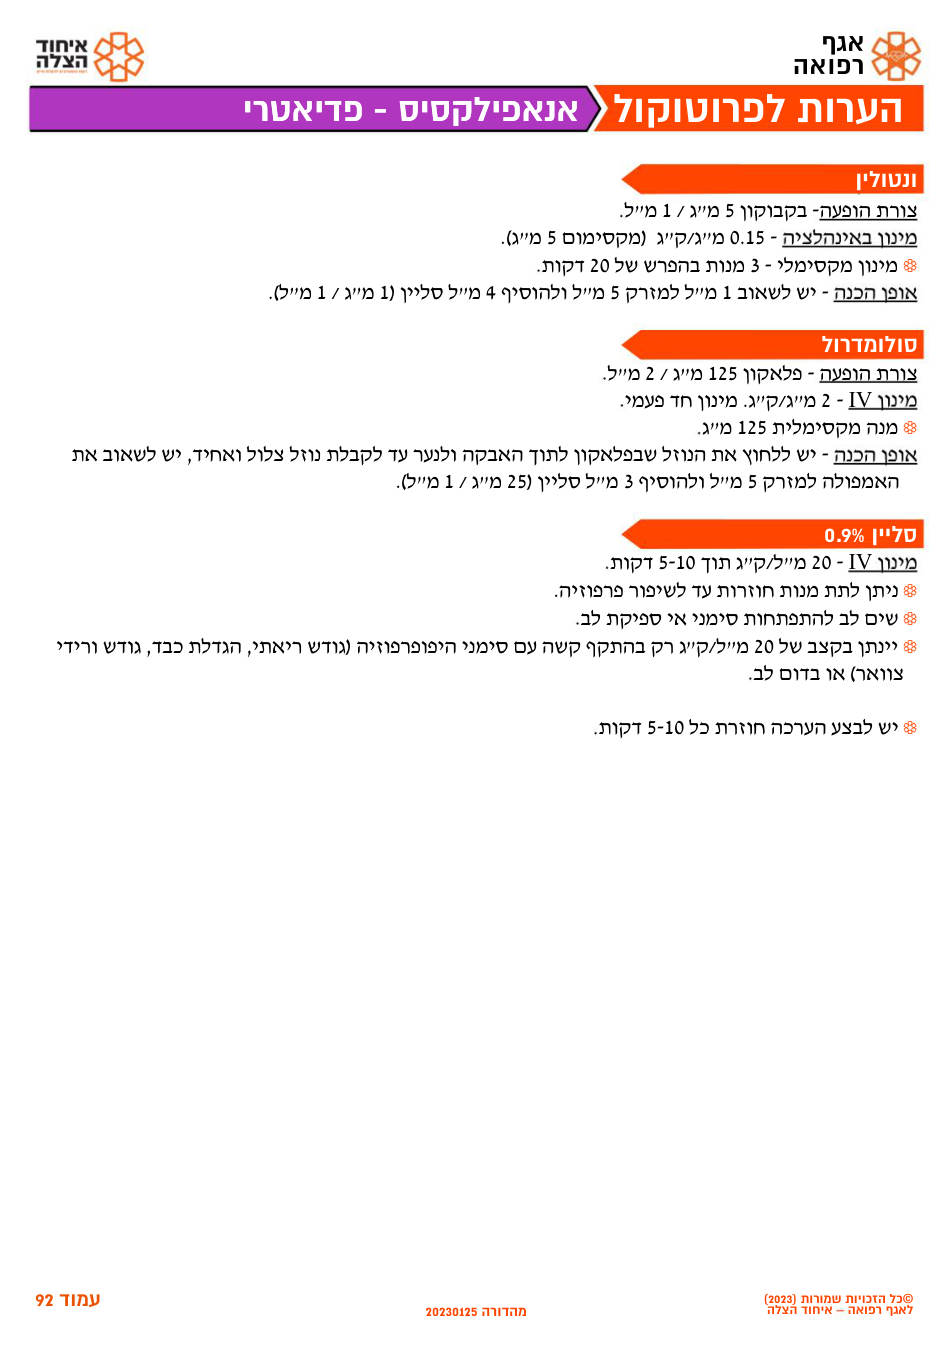 אגף
רפואה
איחוד
הצלה
הערות לפרוטוקול
אנאפילקסיס - פדיאטרי
ונטולין
צורת הופעה- בקבוקון 5 מ״ג / 1 מ״ל.
מינון באינהלציה - 0.15 מ״ג/ק״ג (מקסימום 5 מ״ג).
מינון מקסימלי - 3 מנות בהפרש של 20 דקות.
אופן הכנה - יש לשאוב 1 מ״ל למזרק 5 מ״ל ולהוסיף 4 מ״ל סליין (1 מ״ג / 1 מ״ל).
סולומדרול
צורת הופעה - פלאקון 125 מ״ג / 2 מ״ל.
מינון IV - 2 מ״ג/ק״ג. מינון חד פעמי.
מנה מקסימלית 125 מ״ג.
אופן הכנה - יש ללחוץ את הנוזל שבפלאקון לתוך האבקה ולנער עד לקבלת נוזל צלול ואחיד, יש לשאוב את
האמפולה למזרק 5 מ״ל ולהוסיף 3 מ״ל סליין (25 מ״ג / 1 מ״ל).
סליין 0.9%
מינון IV - 20 מ״ל/ק״ג תוך 5-10 דקות.
ניתן לתת מנות חוזרות עד לשיפור פרפוזיה.
שים לב להתפתחות סימני אי ספיקת לב.
יינתן בקצב של 20 מ״ל/ק״ג רק בהתקף קשה עם סימני היפופרפוזיה (גודש ריאתי, הגדלת כבד, גודש ורידי
צוואר) או בדום לב.
יש לבצע הערכה חוזרת כל 5-10 דקות.
©כל הזכויות שמורות (2023)
לאגף רפואה – איחוד הצלה
מהדורה 20230125
עמוד 92